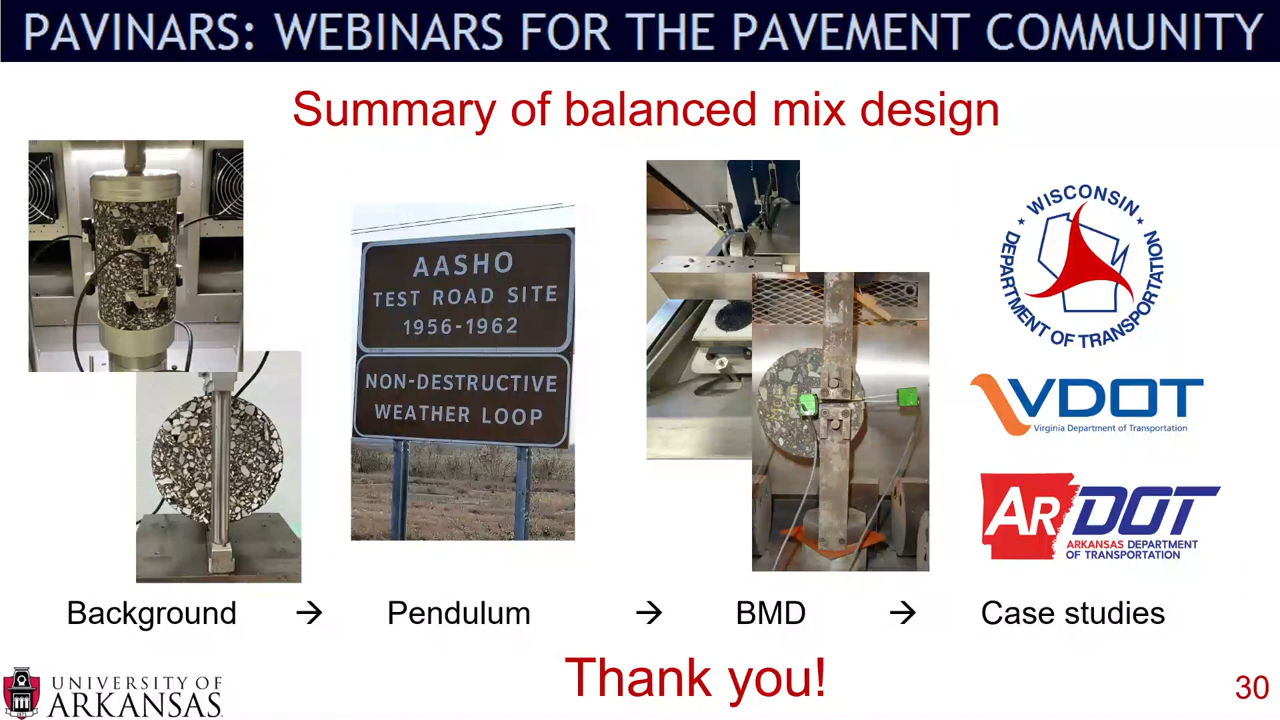 PAVINARS: WEBINARS FOR THE PAVEMENT COMMUNITY
Summary of balanced mix design
AASHO
TEST ROAD SITE
1956-1962
NON-DESTRUCTIVE
WEATHER LOOP
WISCONSIN
DEPARTMENT OF TRANSPORTATION
VDOT
Virginia Department of Transportation
AR DOT
ARKANSAS DEPARTMENT
OF TRANSPORTATION
Background → Pendulum → BMD → Case studies
Thank you!
UNIVERSITY OF
ARKANSAS
30